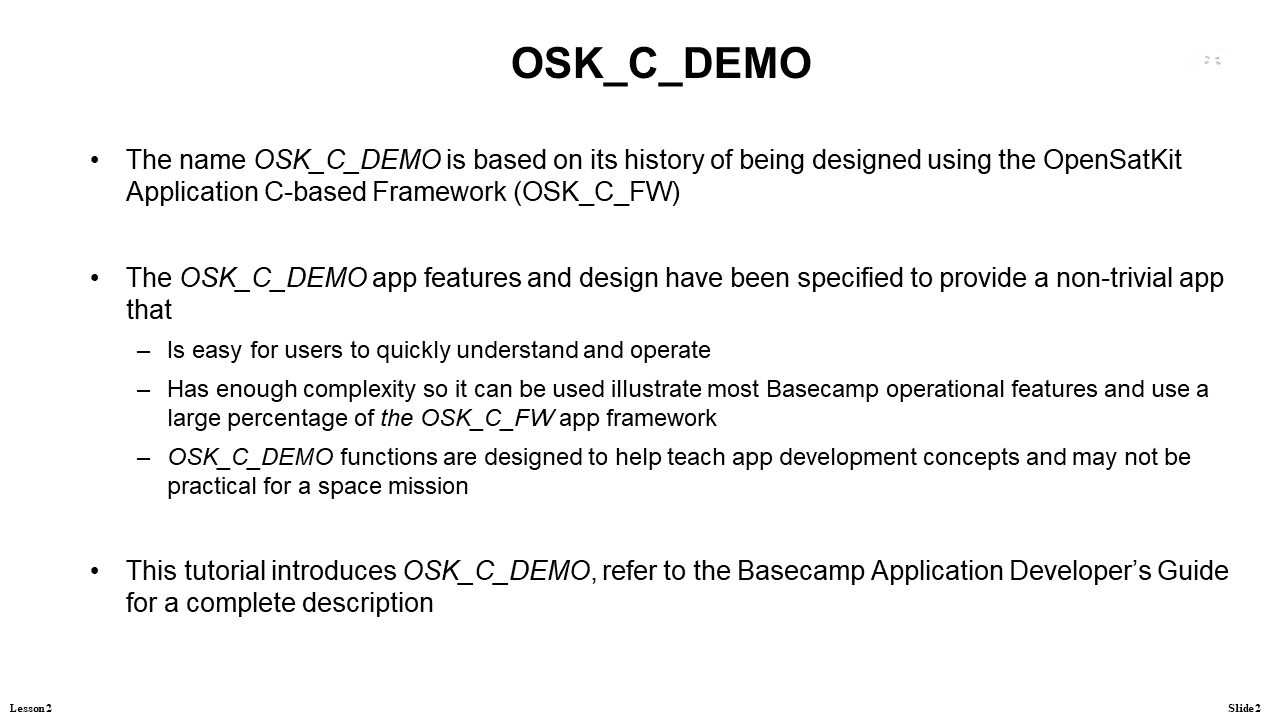 OSK_C_DEMO
• The name OSK_C_DEMO is based on its history of being designed using the OpenSatKit
Application C-based Framework (OSK_C_FW)
• The OSK_C_DEMO app features and design have been specified to provide a non-trivial app
that
– Is easy for users to quickly understand and operate
– Has enough complexity so it can be used illustrate most Basecamp operational features and use a
large percentage of the OSK_C_FW app framework
– OSK_C_DEMO functions are designed to help teach app development concepts and may not be
practical for a space mission
• This tutorial introduces OSK_C_DEMO, refer to the Basecamp Application Developer’s Guide
for a complete description
Lesson 2
Slide 2